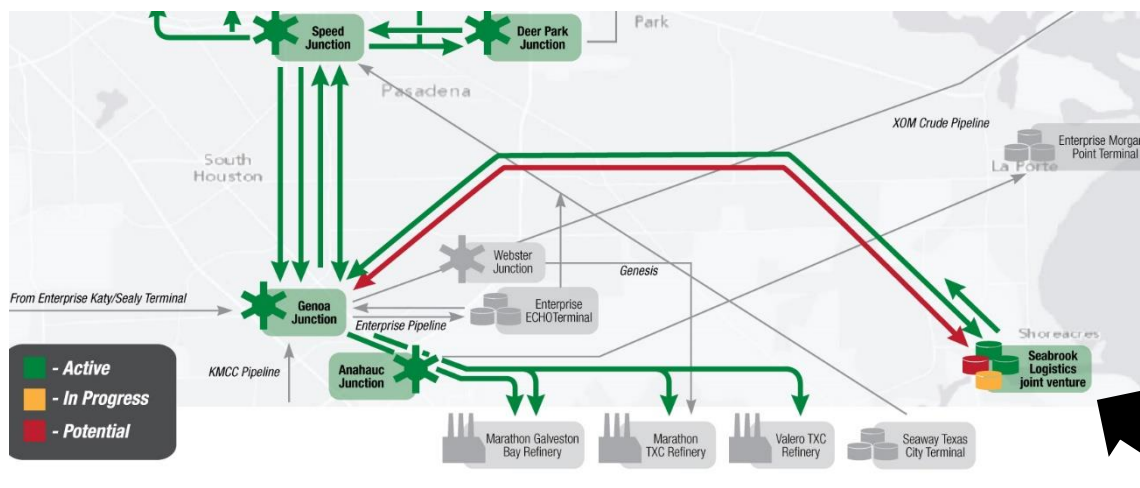 Park
Speed
Junction
Deer Park
Junction
Pasadena
XOM Crude Pipeline
Enterprise Morgan
Point Terminal
La Porte
South
Houston
Webster
Junction
Genesis
From Enterprise Katy/Sealy Terminal
Genoa
Junction
Enterprise
ECHOTerminal
Enterprise Pipeline
Shoreacres
Seabrook
Logistics
joint venture
Anahauc
Junction
KMCC Pipeline
- Active
- In Progress
- Potential
Marathon Galveston
Bay Refinery
Marathon
TXC Refinery
Valero TXC
Refinery
Seaway Texas
City Terminal